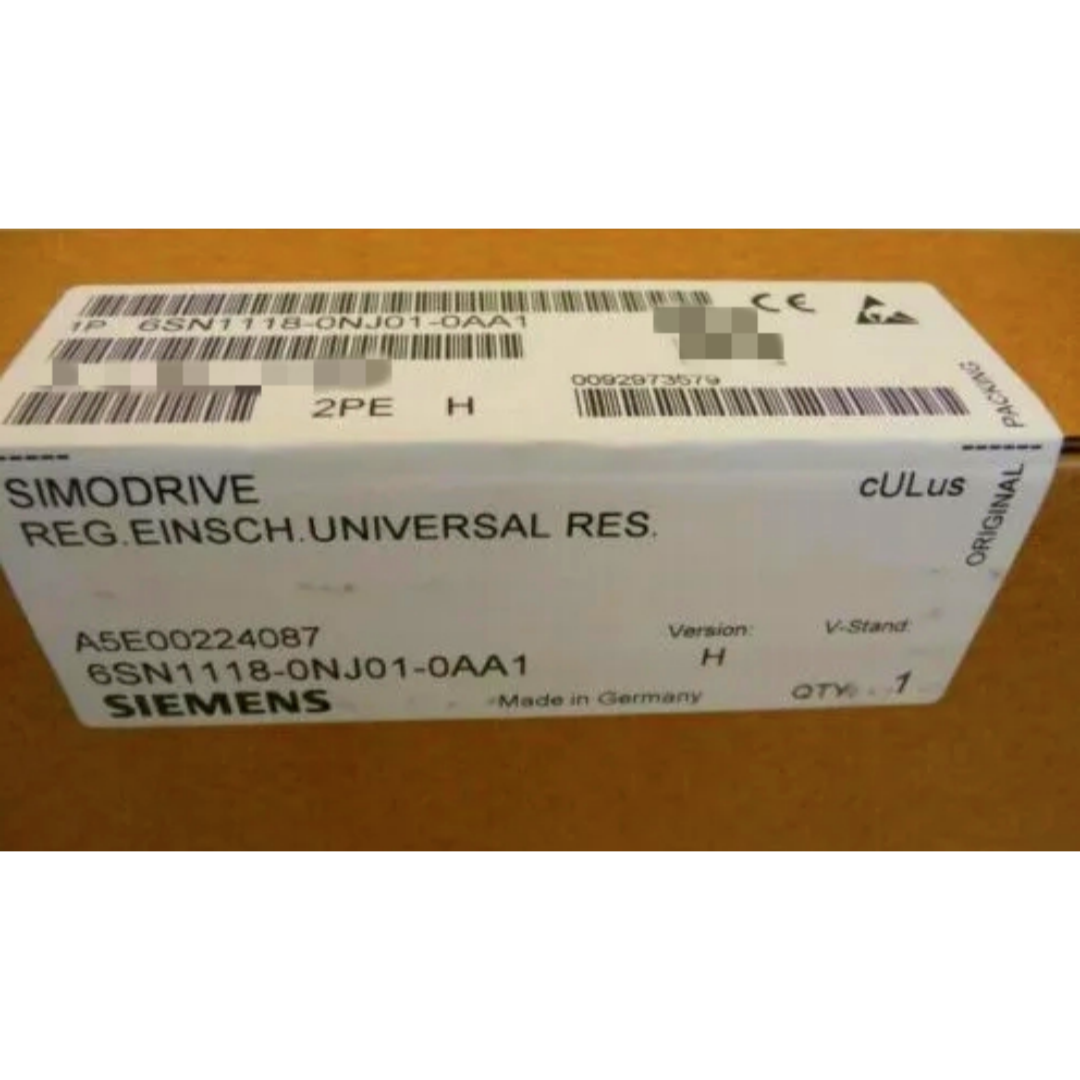 1P 6SN1118-0NJ01-0AA1
CE
0092973579
2PE H
ORIGINAL PACKING
SIMODRIVE
cULus
REG.EINSCH.UNIVERSAL RES.
A5E00224087
Version: V-Stand:
6SN1118-0NJ01-0AA1
H
SIEMENS
Made in Germany
QTY: 1